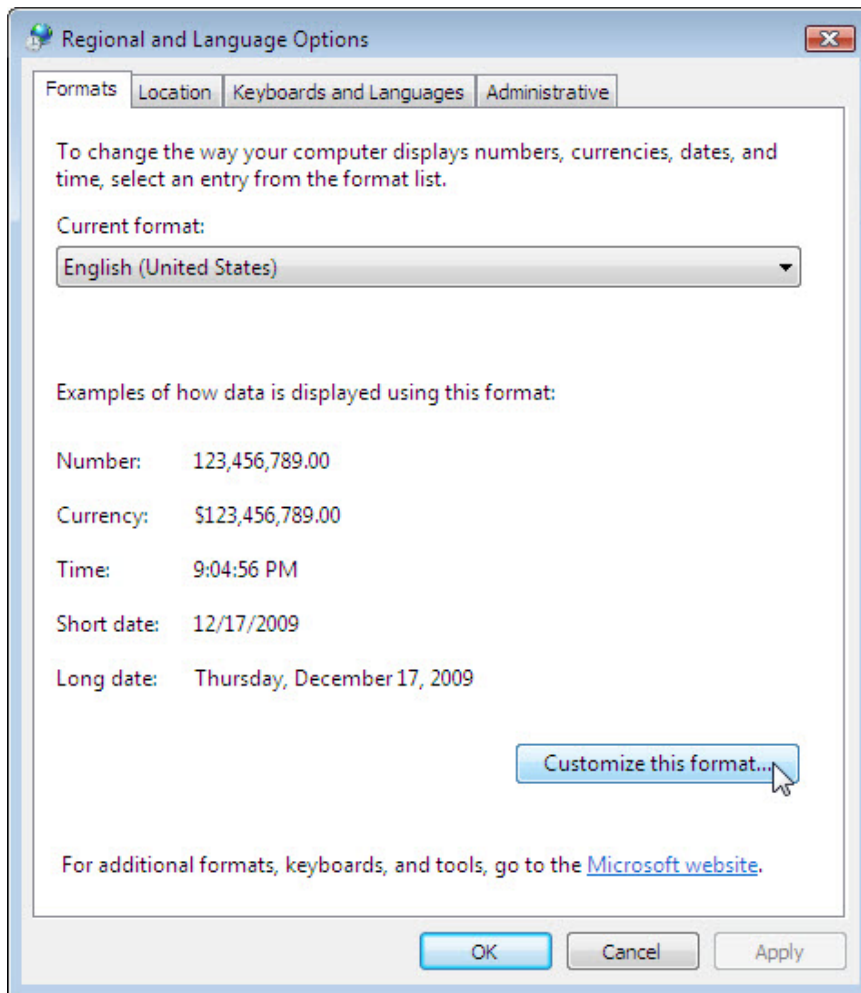 Regional and Language Options
Formats Location Keyboards and Languages Administrative
To change the way your computer displays numbers, currencies, dates, and
time, select an entry from the format list.
Current format:
English (United States)
Examples of how data is displayed using this format:
Number: 123,456,789.00
Currency: $123,456,789.00
Time: 9:04:56 PM
Short date: 12/17/2009
Long date: Thursday, December 17, 2009
Customize this format...
For additional formats, keyboards, and tools, go to the Microsoft website.
OK Cancel Apply